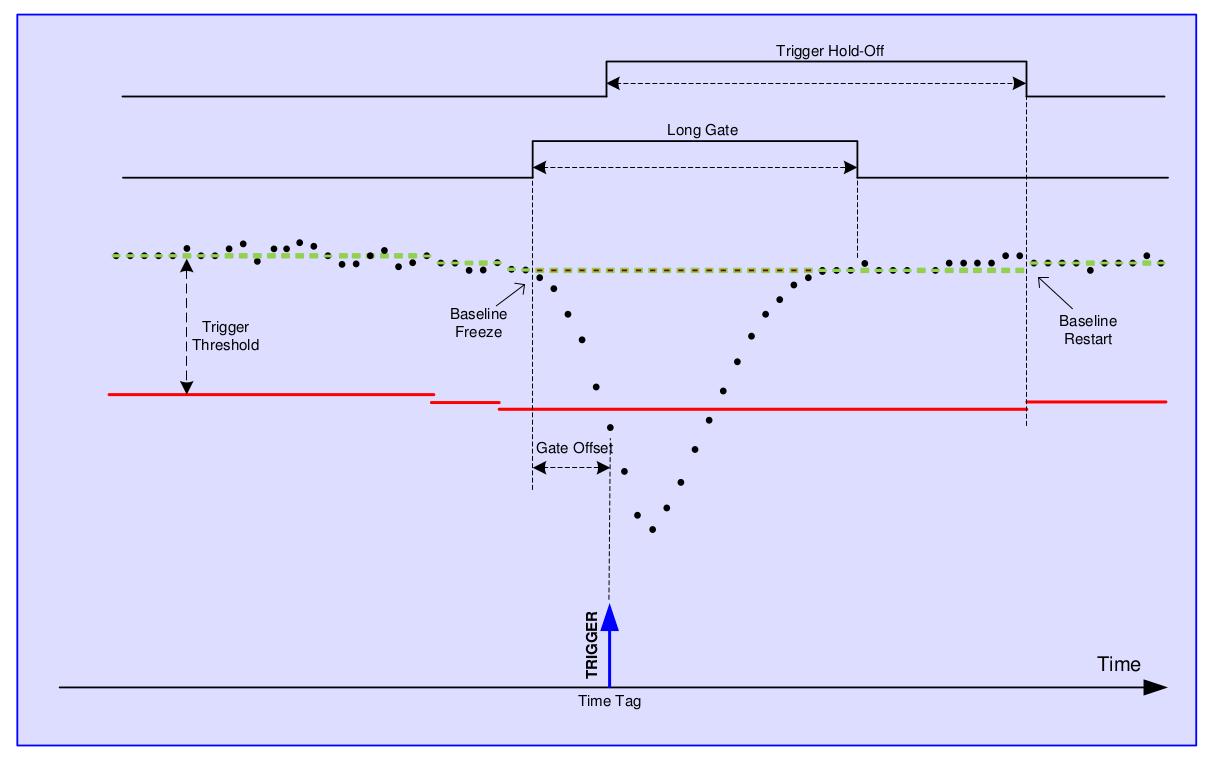 Trigger Hold-Off
Long Gate
Baseline
Freeze
Trigger
Threshold
Baseline
Restart
Gate Offset
TRIGGER
Time
Time Tag